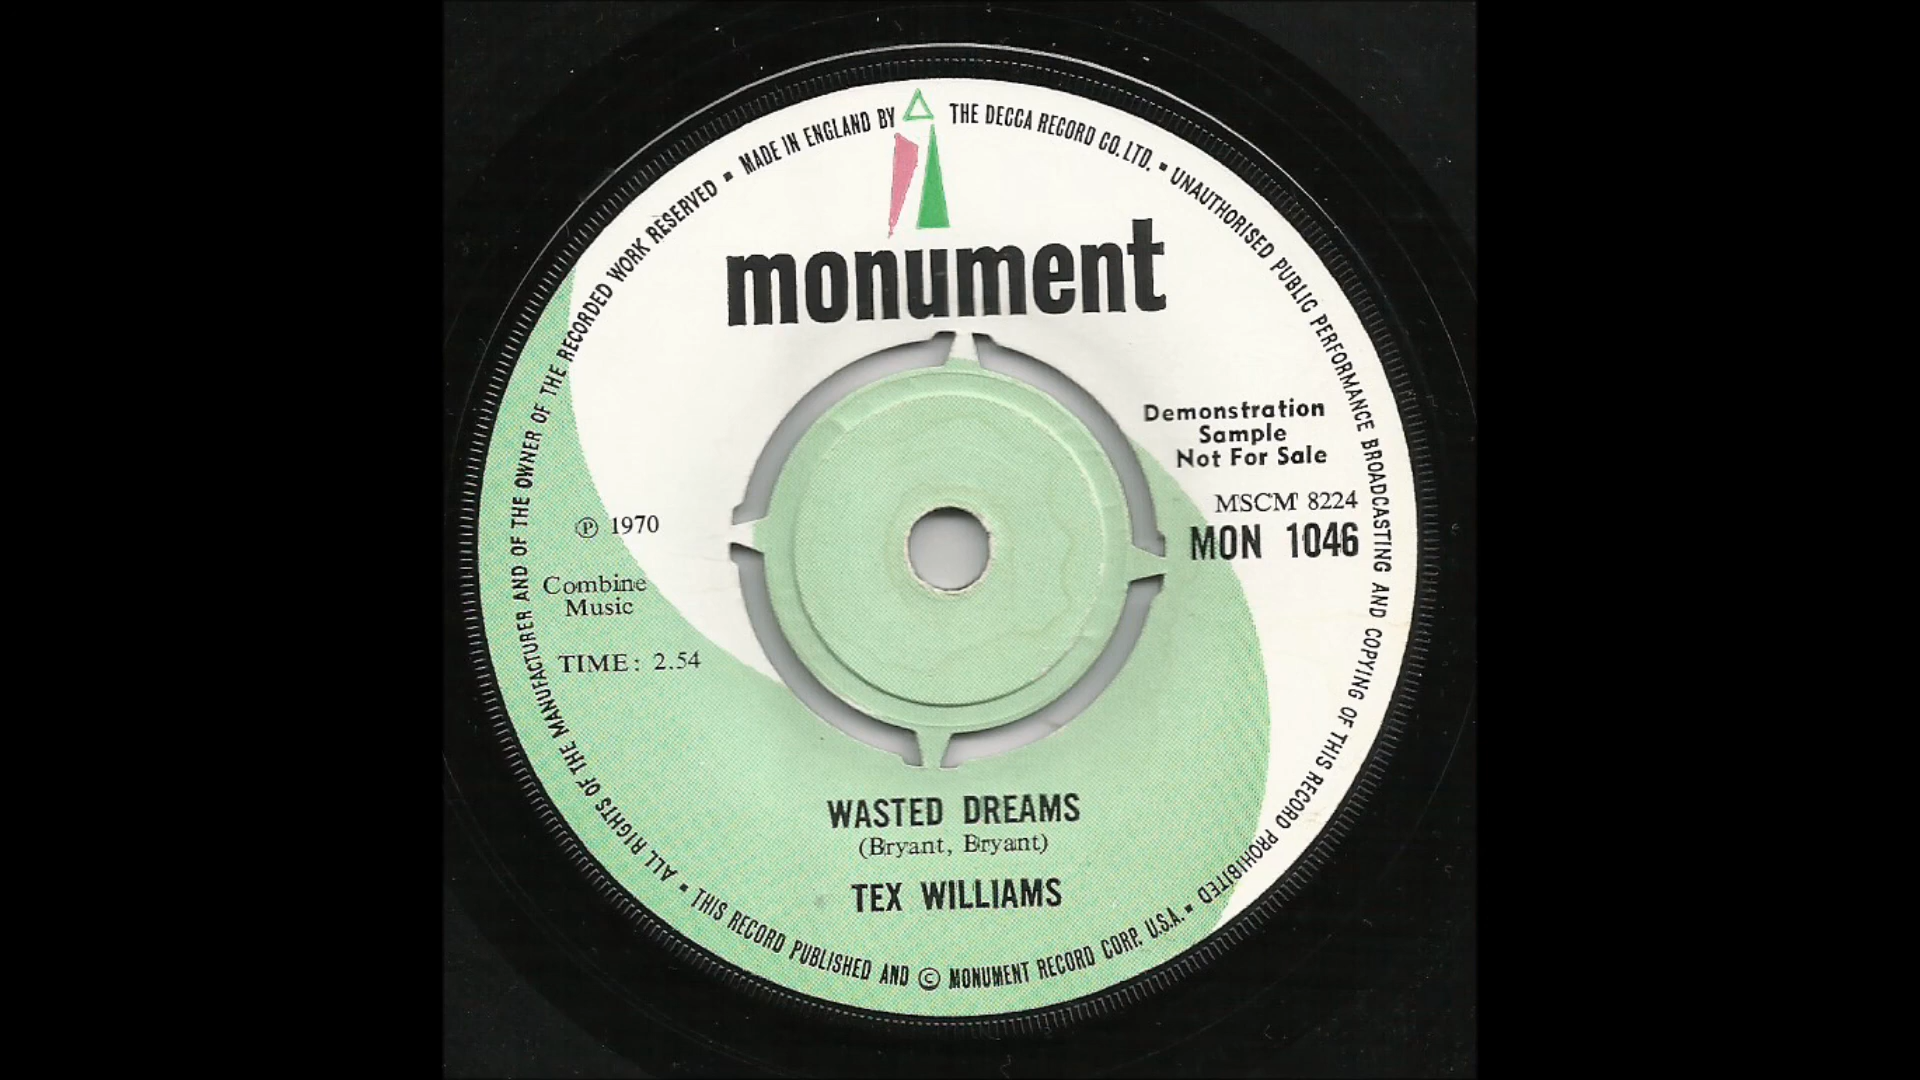 MADE IN ENGLAND BY THE DECCA RECORD CO. LTD. ▪ UNAUTHORISED PUBLIC PERFORMANCE BROADCASTING AND COPYING OF THIS RECORD PROHIBITED ▪
monument
Demonstration
Sample
Not For Sale
MSCM 8224
MON 1046
℗ 1970
Combine
Music
TIME: 2.54
WASTED DREAMS
(Bryant, Bryant)
TEX WILLIAMS
ALL RIGHTS OF THE MANUFACTURER AND OF THE OWNER OF THE RECORDED WORK RESERVED ▪
▪ THIS RECORD PUBLISHED AND © MONUMENT RECORD CORP. U.S.A. ▪